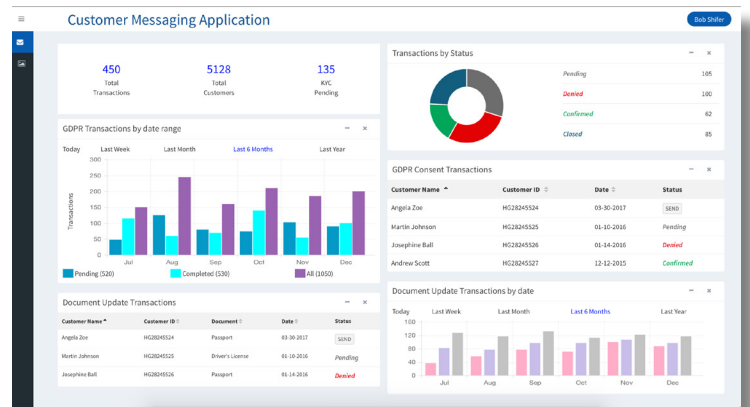 Customer Messaging Application
Bob Shifer
450
Total
Transactions
5128
Total
Customers
135
KYC
Pending
GDPR Transactions by date range
Today Last Week Last Month Last 6 Months Last Year
300
250
200
150
100
50
0
Transactions
Jul Aug Sep Oct Nov Dec
Pending (520) Completed (530) All (1050)
Document Update Transactions
Customer Name Customer ID Document Date Status
Angela Zoe HG28245524 Passport 03-30-2017 SEND
Martin Johnson HG28245525 Driver's License 01-10-2016 Pending
Josephine Ball HG28245526 Passport 01-14-2016 Denied
Transactions by Status
Pending 105
Denied 100
Confirmed 62
Closed 85
GDPR Consent Transactions
Customer Name Customer ID Date Status
Angela Zoe HG28245524 03-30-2017 SEND
Martin Johnson HG28245525 01-10-2016 Pending
Josephine Ball HG28245526 01-14-2016 Denied
Andrew Scott HG28245527 12-12-2015 Confirmed
Document Update Transactions by date
Today Last Week Last Month Last 6 Months Last Year
160
120
80
40
0
Jul Aug Sep Oct Nov Dec